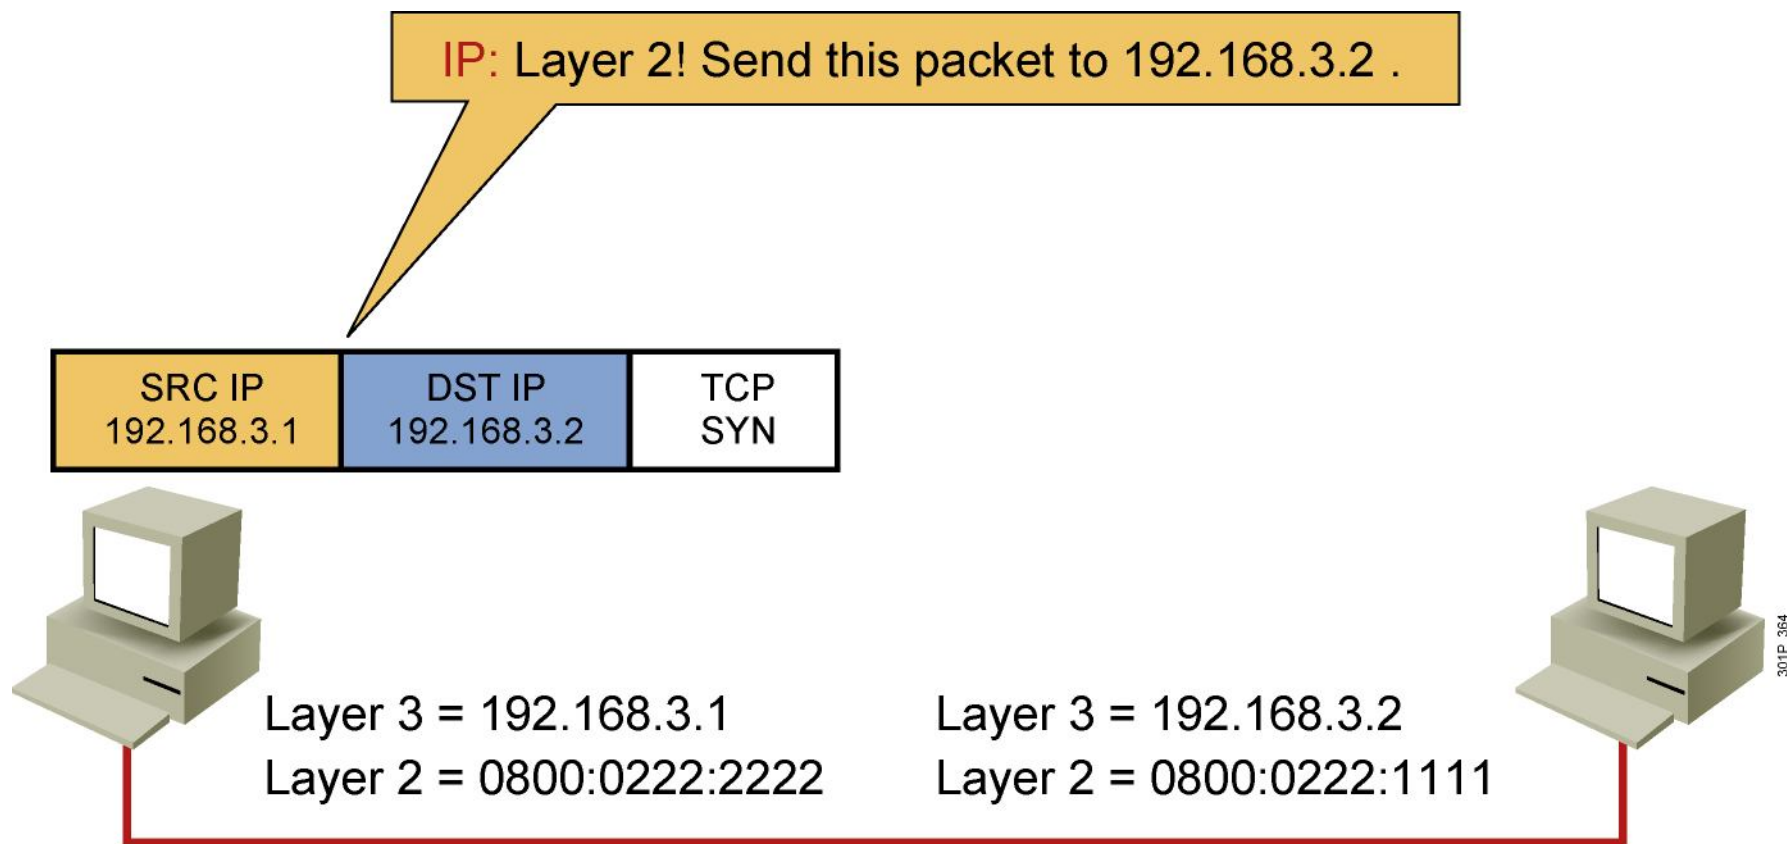 IP: Layer 2! Send this packet to 192.168.3.2 .
SRC IP
192.168.3.1
DST IP
192.168.3.2
TCP
SYN
Layer 3 = 192.168.3.1
Layer 2 = 0800:0222:2222
Layer 3 = 192.168.3.2
Layer 2 = 0800:0222:1111
301P_364